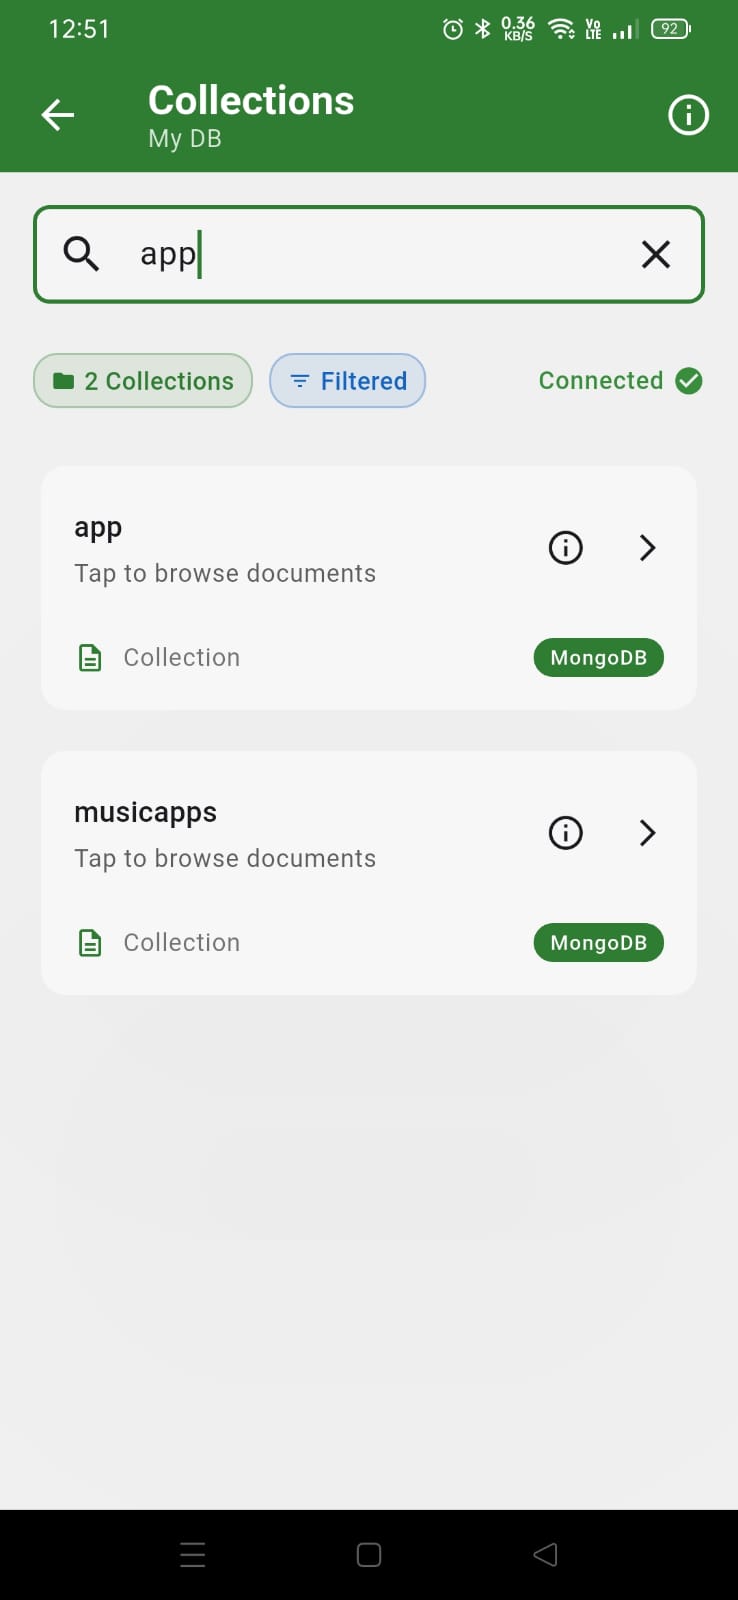 12:51
0.36 KB/S
Vo LTE
92
Collections
My DB
app
2 Collections Filtered Connected
app
Tap to browse documents
Collection MongoDB
musicapps
Tap to browse documents
Collection MongoDB